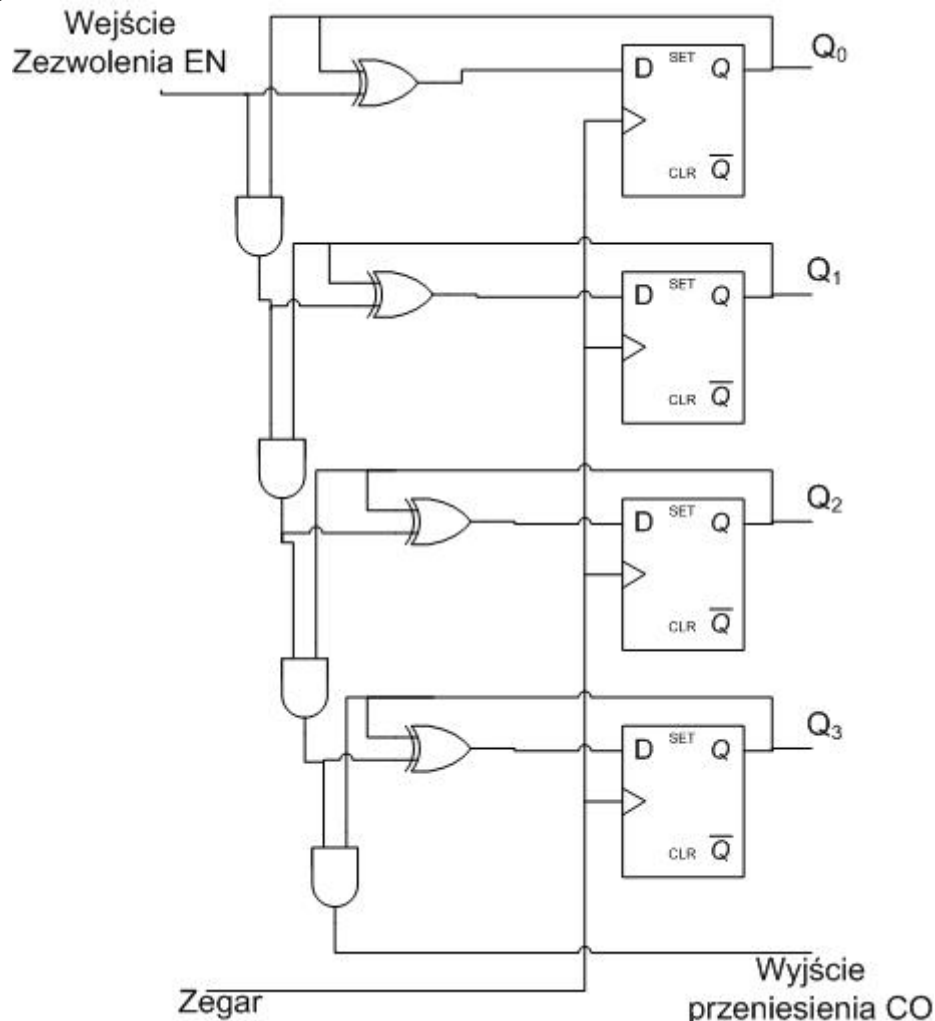 Wejście
Zezwolenia EN
D SET Q Q0
CLR Q
D SET Q Q1
CLR Q
D SET Q Q2
CLR Q
D SET Q Q3
CLR Q
Zegar
Wyjście
przeniesienia CO